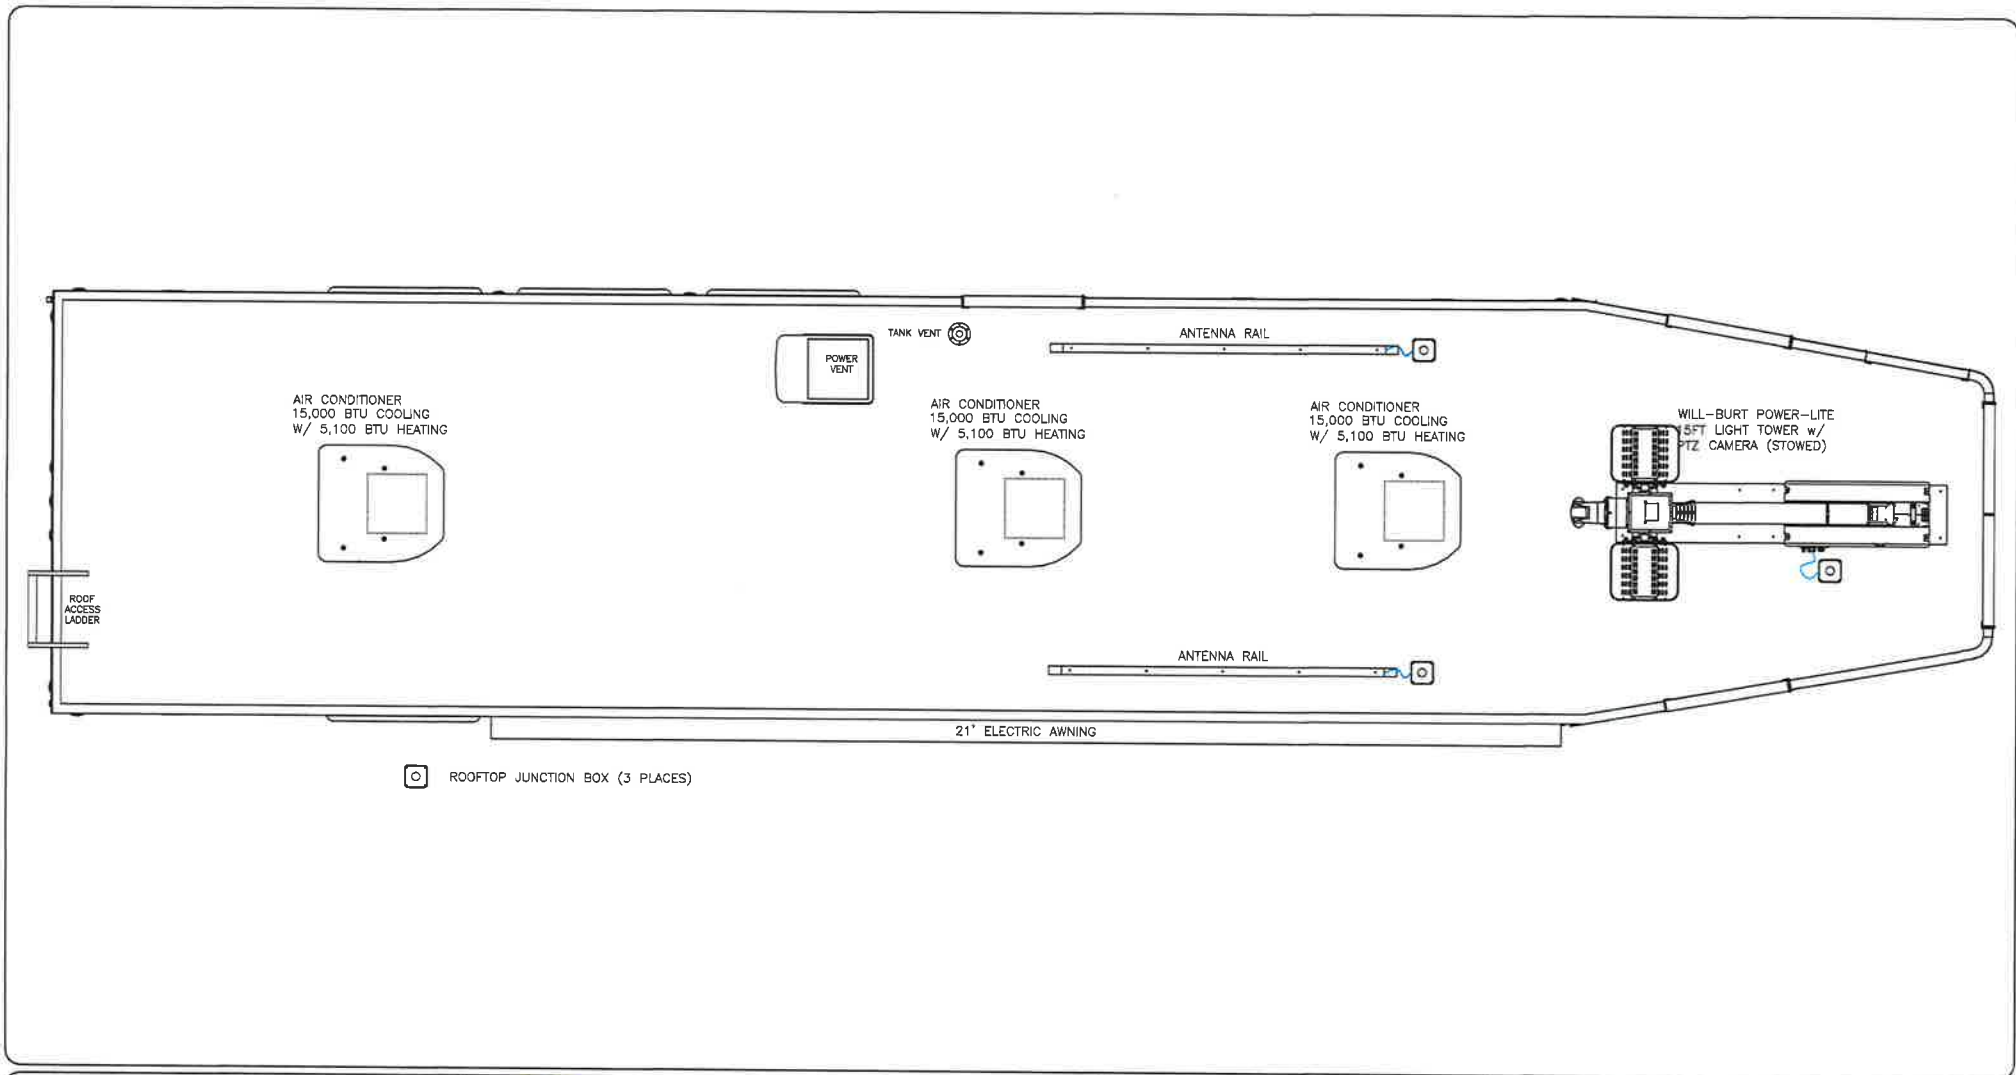 TANK VENT
ANTENNA RAIL
POWER
VENT
AIR CONDITIONER
15,000 BTU COOLING
W/ 5,100 BTU HEATING
AIR CONDITIONER
15,000 BTU COOLING
W/ 5,100 BTU HEATING
AIR CONDITIONER
15,000 BTU COOLING
W/ 5,100 BTU HEATING
WILL-BURT POWER-LITE
15FT LIGHT TOWER w/
PTZ CAMERA (STOWED)
ROOF
ACCESS
LADDER
ANTENNA RAIL
21' ELECTRIC AWNING
ROOFTOP JUNCTION BOX (3 PLACES)